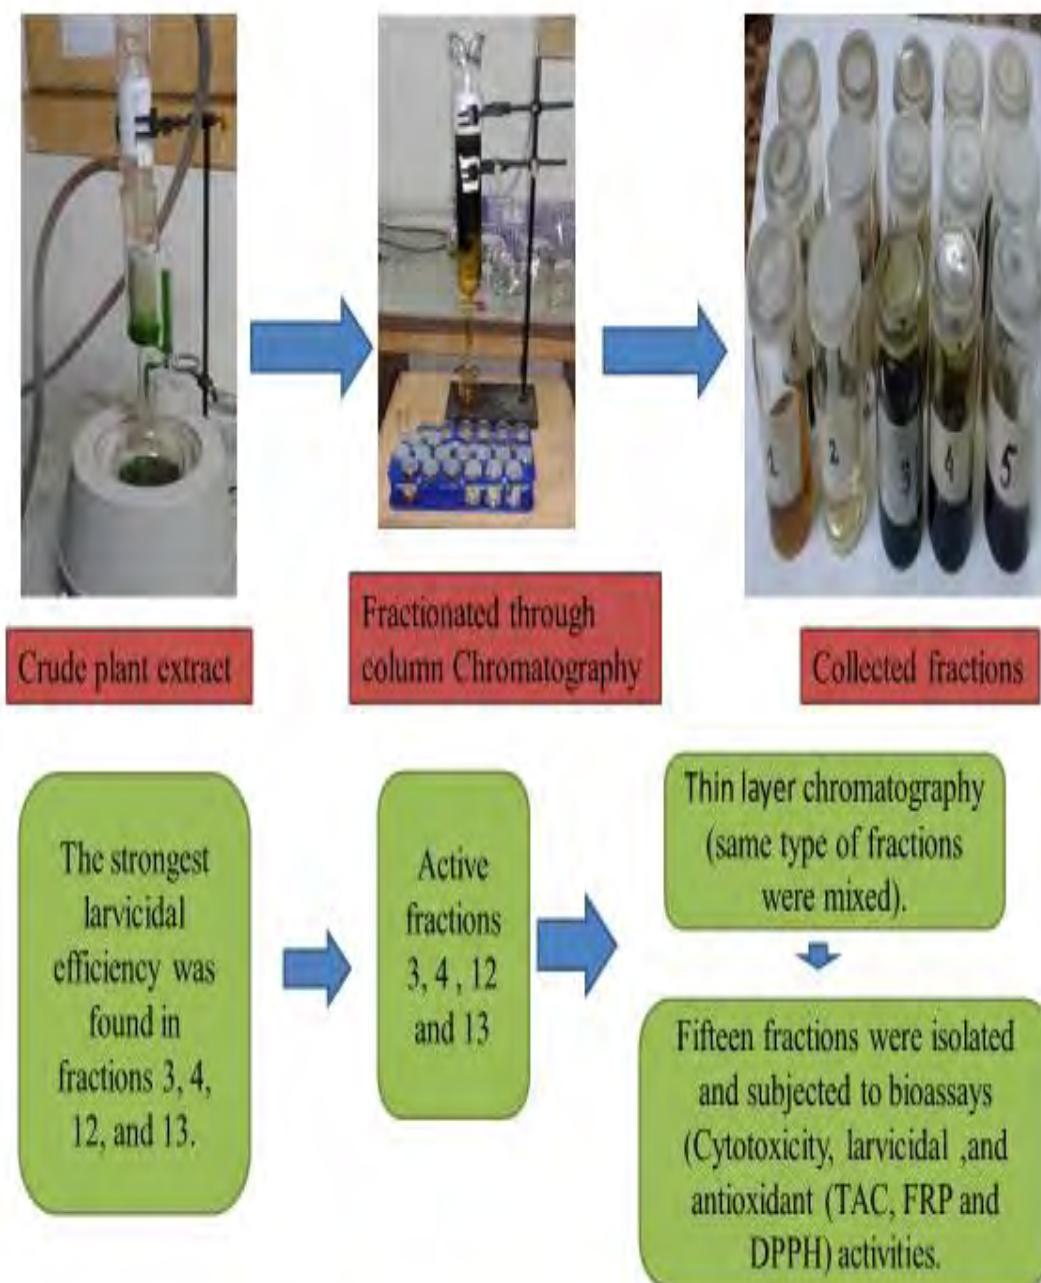 1
2
3
4
5
Crude plant extract
Fractionated through
column Chromatography
Collected fractions
The strongest
larvicidal
efficiency was
found in
fractions 3, 4,
12, and 13.
Active
fractions
3, 4 , 12
and 13
Thin layer chromatography
(same type of fractions
were mixed).
Fifteen fractions were isolated
and subjected to bioassays
(Cytotoxicity, larvicidal ,and
antioxidant (TAC, FRP and
DPPH) activities.